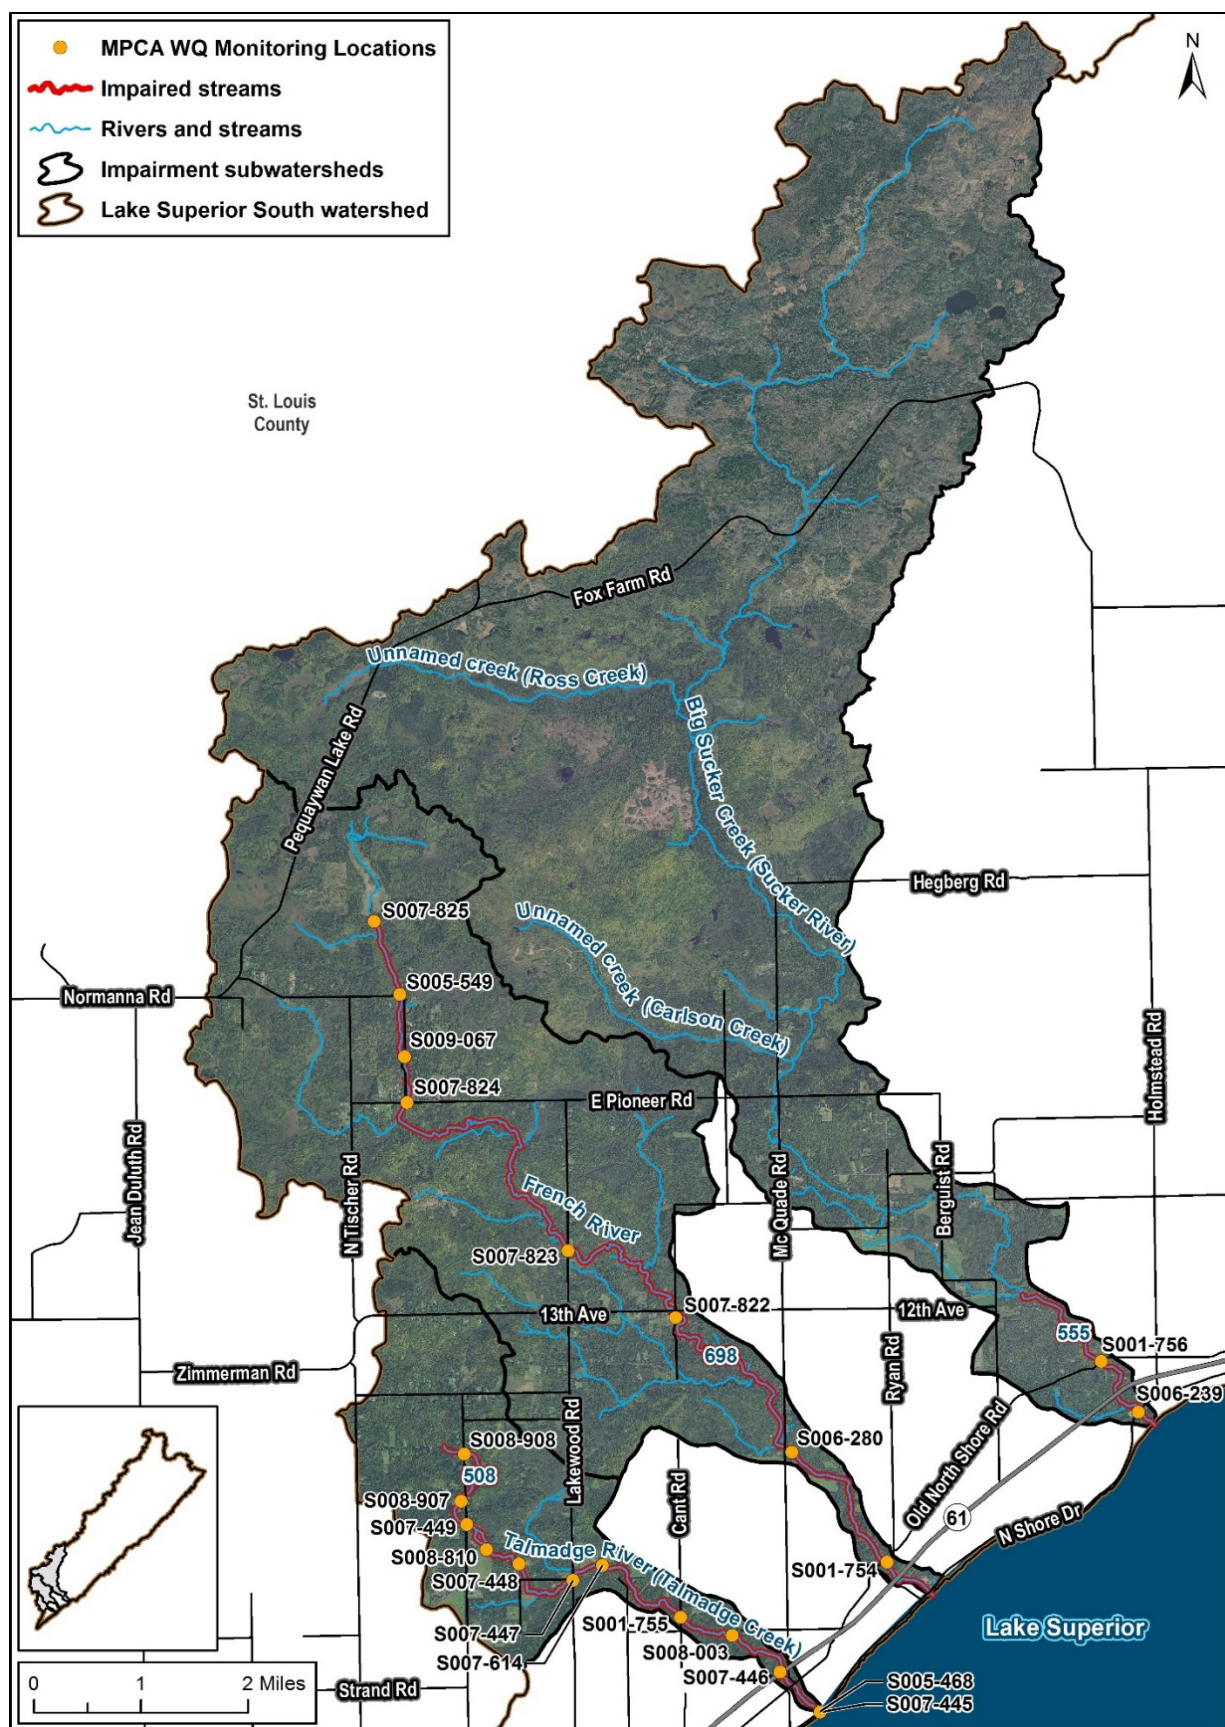 MPCA WQ Monitoring Locations
Impaired streams
Rivers and streams
Impairment subwatersheds
Lake Superior South watershed
N
St. Louis
County
Fox Farm Rd
Unnamed creek (Ross Creek)
Pequaywan Lake Rd
Big Sucker Creek (Sucker River)
Hegberg Rd
Unnamed creek (Carlson Creek)
S007-825
S005-549
Normanna Rd
S009-067
S007-824
E Pioneer Rd
Holmstead Rd
Jean Duluth Rd
N Tischer Rd
French River
Mc Quade Rd
Berguist Rd
S007-823
S007-822
13th Ave
12th Ave
698
555
S001-756
Zimmerman Rd
Ryan Rd
S006-239
Lakewood Rd
S008-908
508
S006-280
Cant Rd
Old North Shore Rd
S008-907
S007-449
61
N Shore Dr
S008-810
Talmadge River (Talmadge Creek)
S007-448
S001-754
S001-755
S007-447
S008-003
S007-614
S007-446
Lake Superior
S005-468
S007-445
Strand Rd
0 1 2 Miles